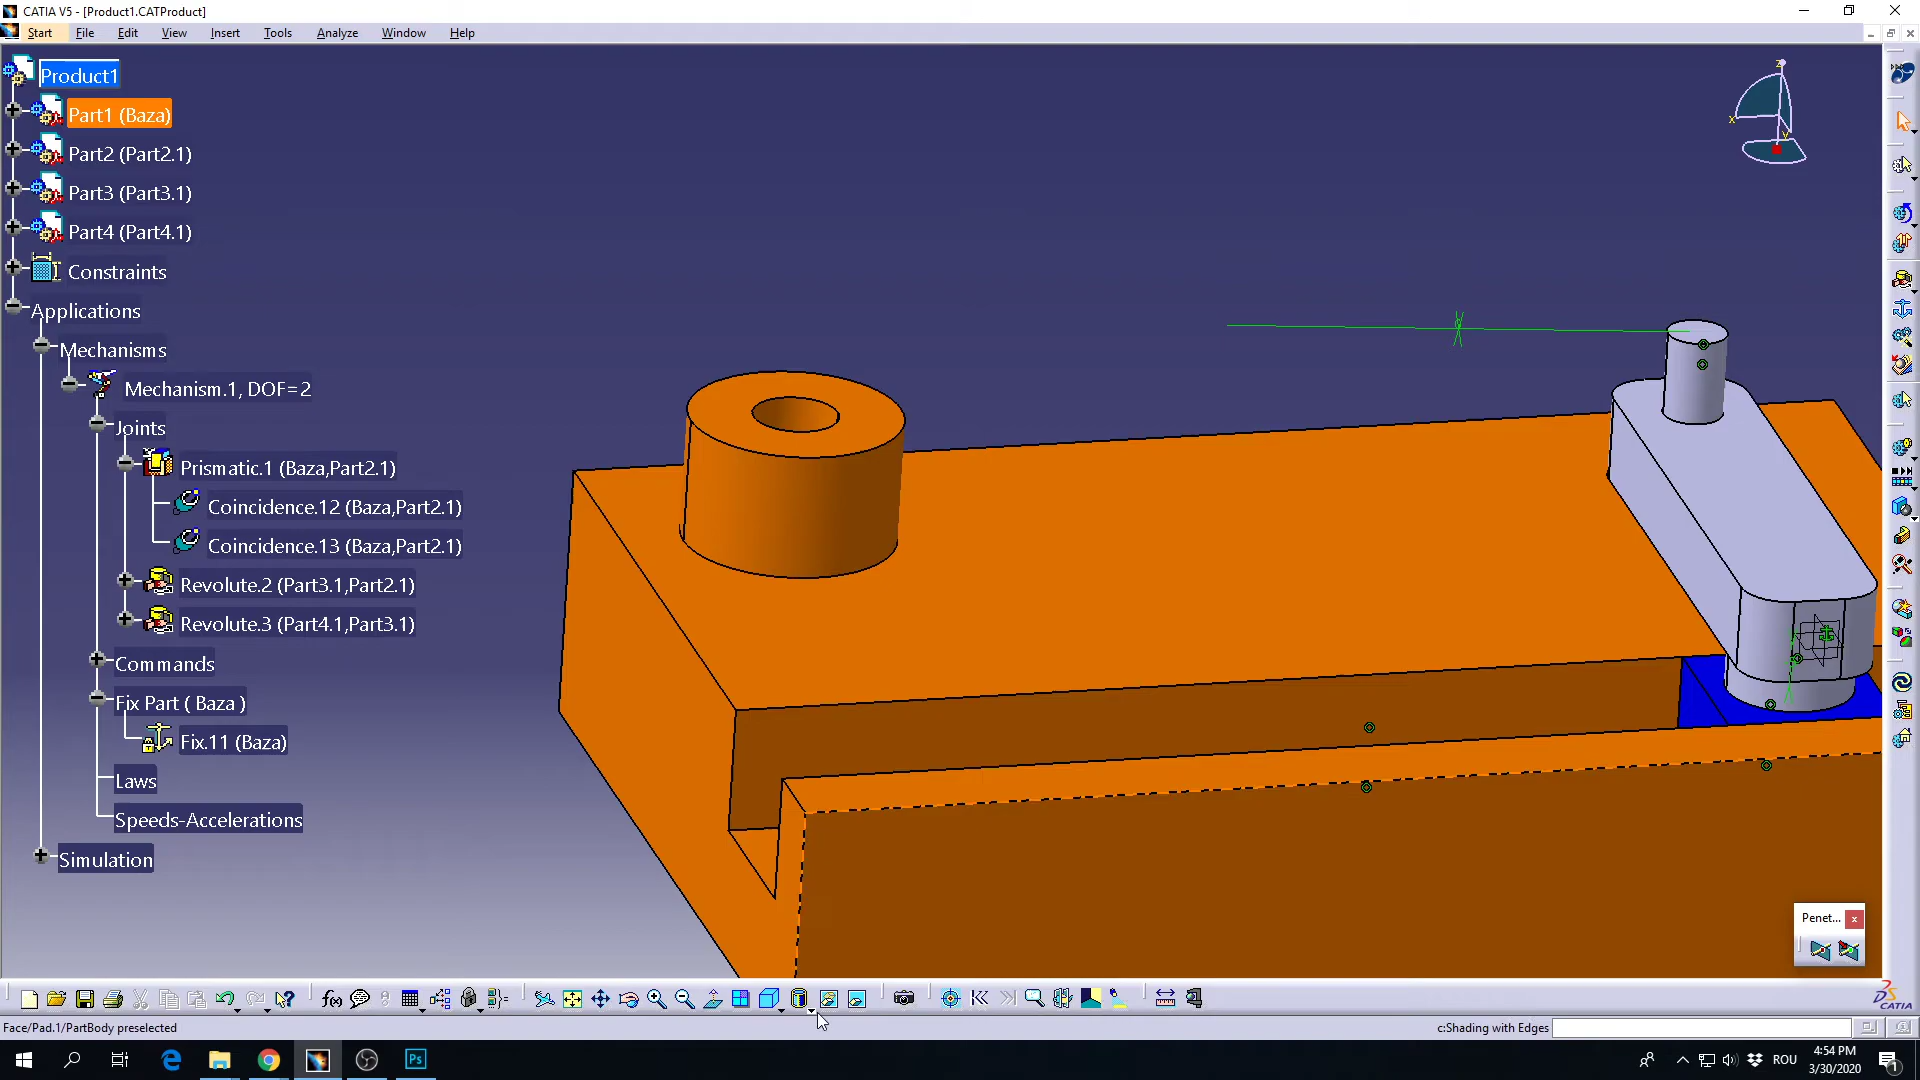 CATIA V5 - [Product1.CATProduct]
Start File Edit View Insert Tools Analyze Window Help
Product1
Part1 (Baza)
Part2 (Part2.1)
Part3 (Part3.1)
Part4 (Part4.1)
Constraints
Applications
Mechanisms
Mechanism.1, DOF=2
Joints
Prismatic.1 (Baza,Part2.1)
Coincidence.12 (Baza,Part2.1)
Coincidence.13 (Baza,Part2.1)
Revolute.2 (Part3.1,Part2.1)
Revolute.3 (Part4.1,Part3.1)
Commands
Fix Part ( Baza )
Fix.11 (Baza)
Laws
Speeds-Accelerations
Simulation
z
x
y
Penet... x
f(x)
CATIA
Face/Pad.1/PartBody preselected
c:Shading with Edges
Ps
ROU
4:54 PM
3/30/2020
1